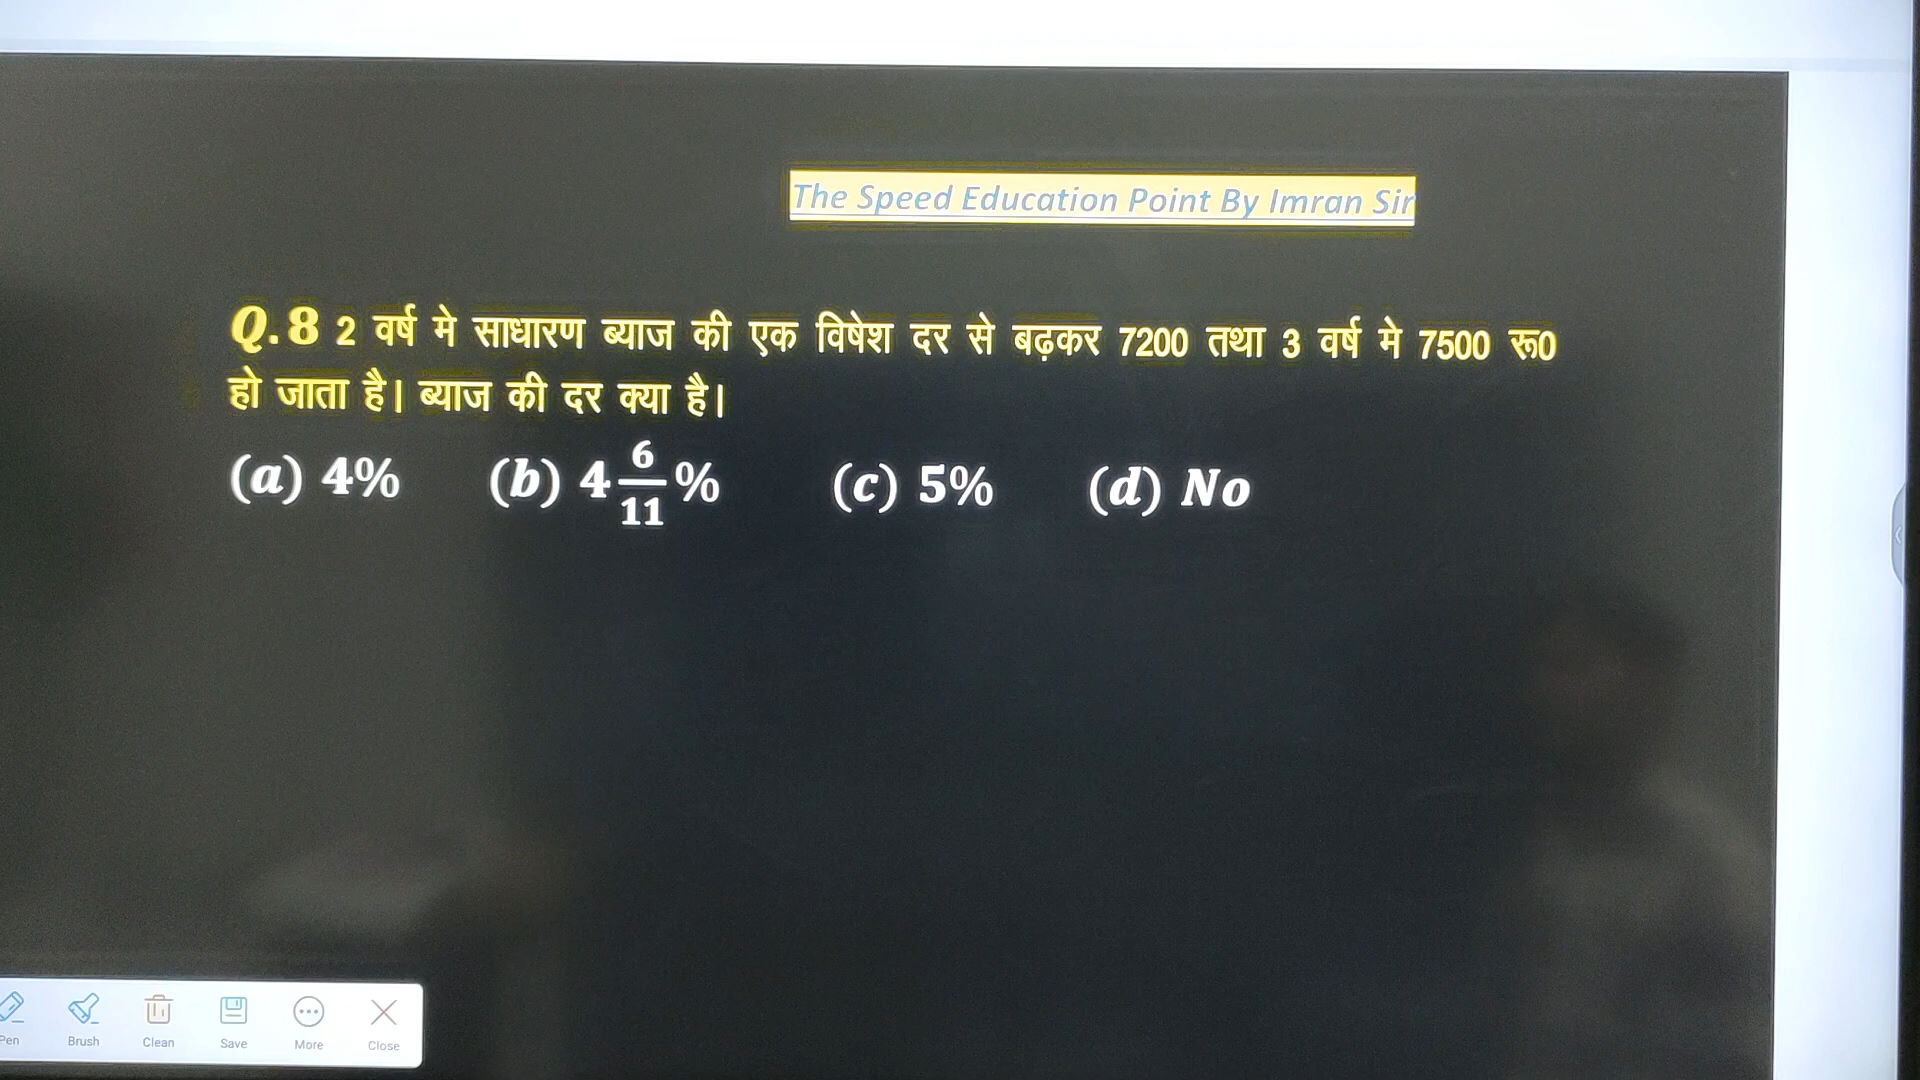 The Speed Education Point By Imran Sir
Q.8 2 वर्ष मे साधारण ब्याज की एक विषेश दर से बढ़कर 7200 तथा 3 वर्ष मे 7500 रू0
हो जाता है। ब्याज की दर क्या है।
(a) 4% (b) 4 6/11 % (c) 5% (d) No
Pen Brush Clean Save More Close